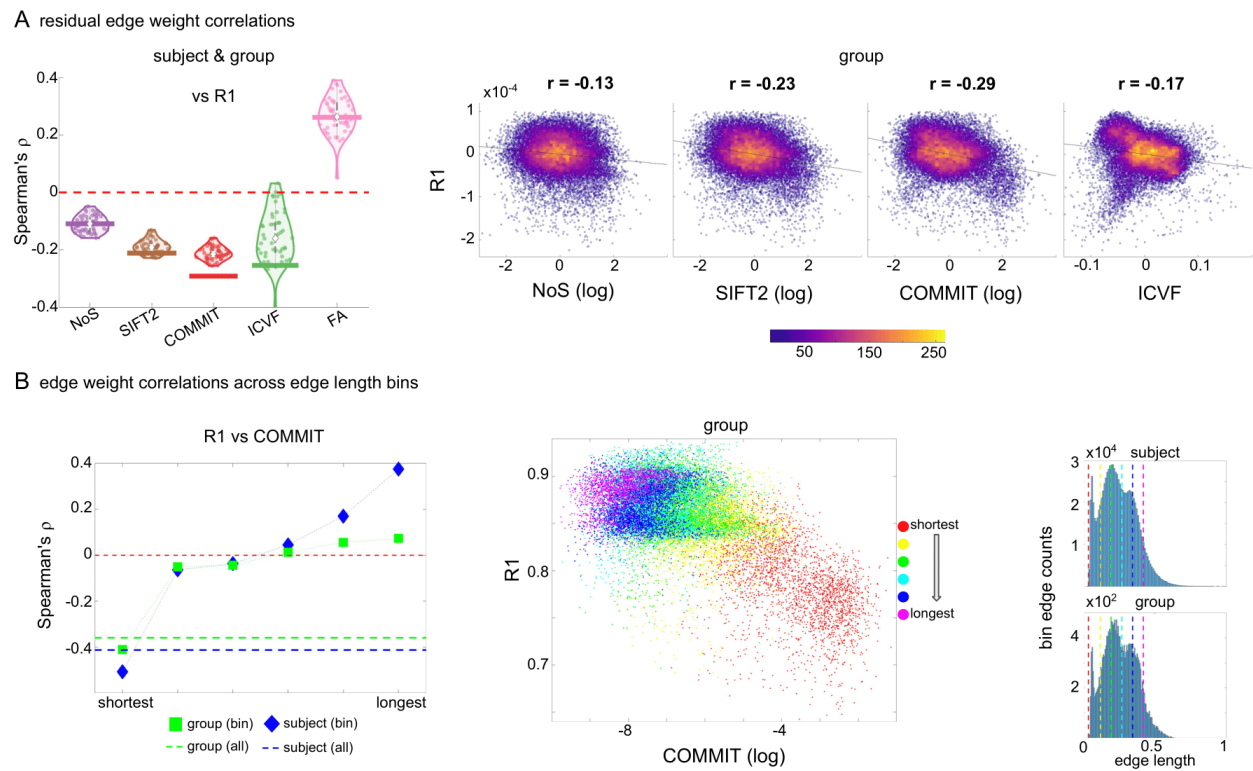 A residual edge weight correlations
subject & group
vs R1
Spearman's ρ
0.4
0.2
0
-0.2
-0.4
NoS
SIFT2
COMMIT
ICVF
FA
group
r = -0.13
r = -0.23
r = -0.29
r = -0.17
x10⁻⁴
R1
1
0
-1
-2
-2 0 2
-2 0 2
-2 0 2
-0.1 0 0.1
NoS (log)
SIFT2 (log)
COMMIT (log)
ICVF
50 150 250
B edge weight correlations across edge length bins
R1 vs COMMIT
Spearman's ρ
0.4
0.2
0
-0.2
-0.4
shortest
longest
group (bin)
subject (bin)
group (all)
subject (all)
group
R1
0.9
0.8
0.7
-8 -6 -4 -2
COMMIT (log)
shortest
longest
x10⁴
subject
3
2
1
bin edge counts
x10²
group
4
2
0 0.5 1
edge length